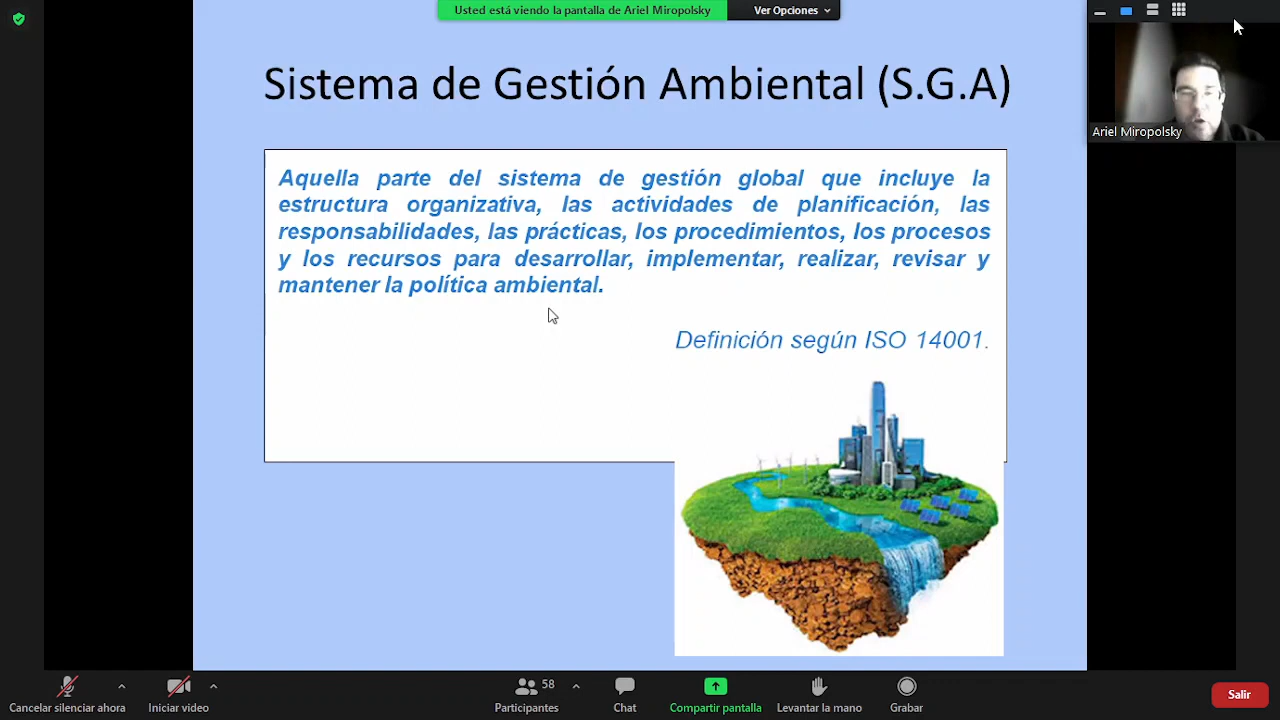 Usted está viendo la pantalla de Ariel Miropolsky
Ver Opciones
Sistema de Gestión Ambiental (S.G.A)
Ariel Miropolsky
Aquella parte del sistema de gestión global que incluye la
estructura organizativa, las actividades de planificación, las
responsabilidades, las prácticas, los procedimientos, los procesos
y los recursos para desarrollar, implementar, realizar, revisar y
mantener la política ambiental.
Definición según ISO 14001.
58
Cancelar silenciar ahora
Iniciar video
Participantes
Chat
Compartir pantalla
Levantar la mano
Grabar
Salir